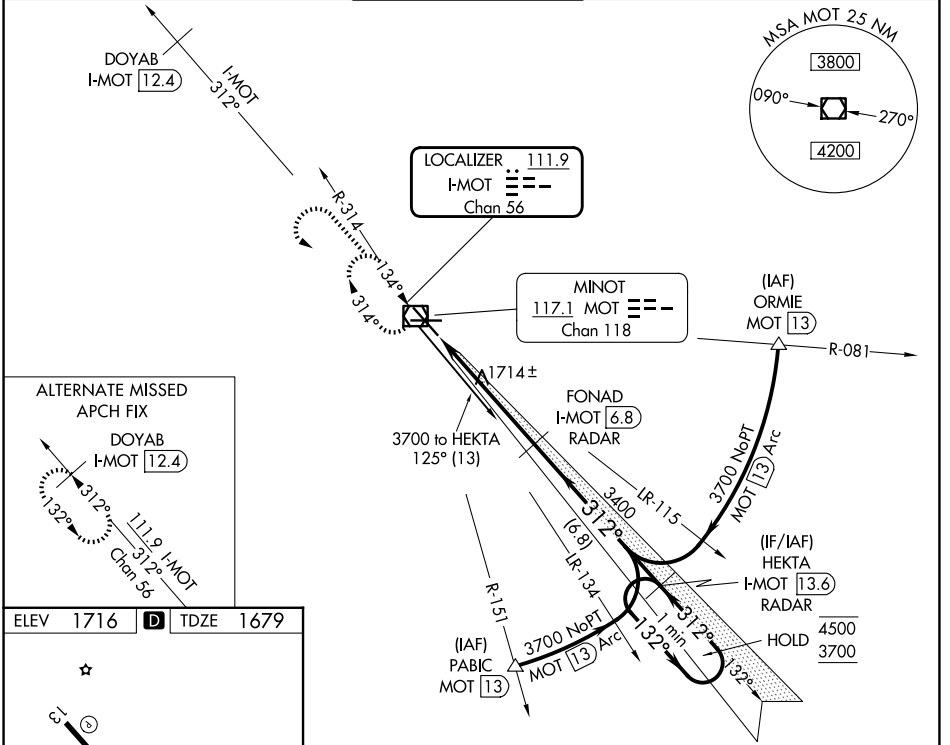 DOYAB
I-MOT 12.4
I-MOT
312°
MSA MOT 25 NM
3800
090°
270°
4200
LOCALIZER 111.9
I-MOT
Chan 56
R-314
134°
314°
MINOT
117.1 MOT
Chan 118
(IAF)
ORMIE
MOT 13
R-081
1714±
FONAD
I-MOT 6.8
RADAR
3700 to HEKTA
125° (13)
3700 NoPT
MOT 13 Arc
LR-115
3400
312°
(6.8)
LR-134
(IF/IAF)
HEKTA
I-MOT 13.6
RADAR
R-151
1 min
312°
132°
132°
HOLD
4500
3700
(IAF)
PABIC
MOT 13
3700 NoPT
MOT 13 Arc
ALTERNATE MISSED
APCH FIX
DOYAB
I-MOT 12.4
312°
132°
111.9 I-MOT
312°
Chan 56
ELEV 1716 D TDZE 1679
13
P